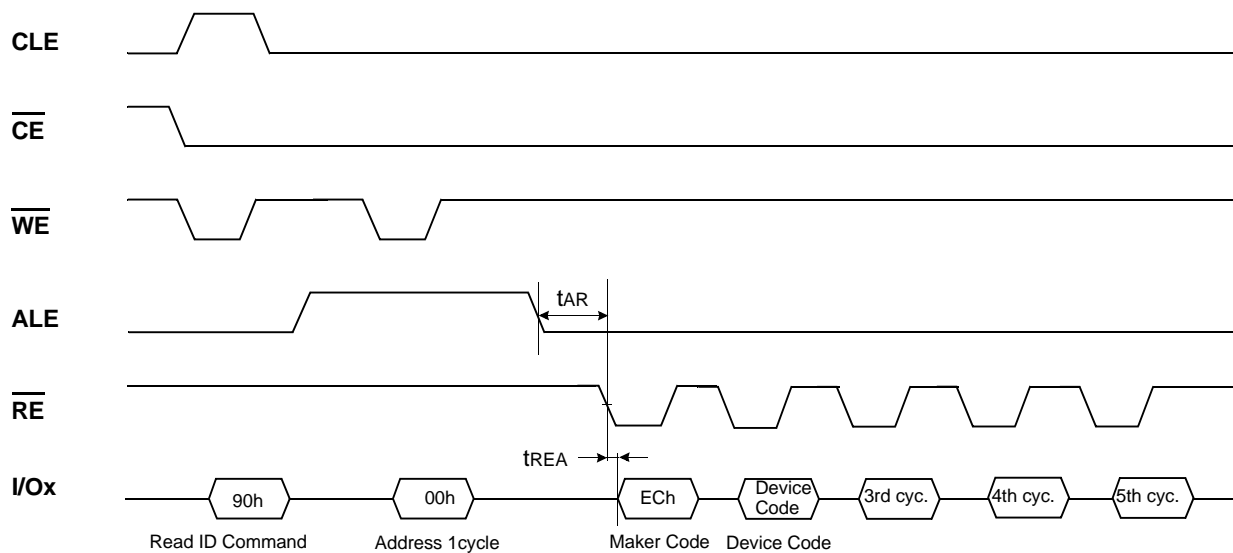 CLE
CE
WE
ALE
tAR
RE
tREA
I/Ox
90h
00h
ECh
Device
Code
3rd cyc.
4th cyc.
5th cyc.
Read ID Command
Address 1cycle
Maker Code
Device Code